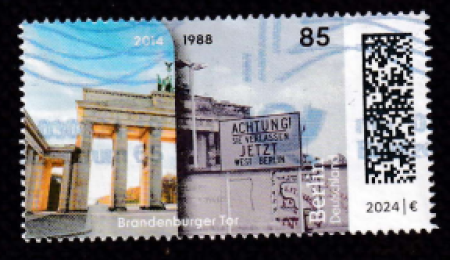 2014
1988
85
ACHTUNG!
SIE VERLASSEN
JETZT
WEST BERLIN
Brandenburger Tor
Berlin
Deutschland
2024 | €